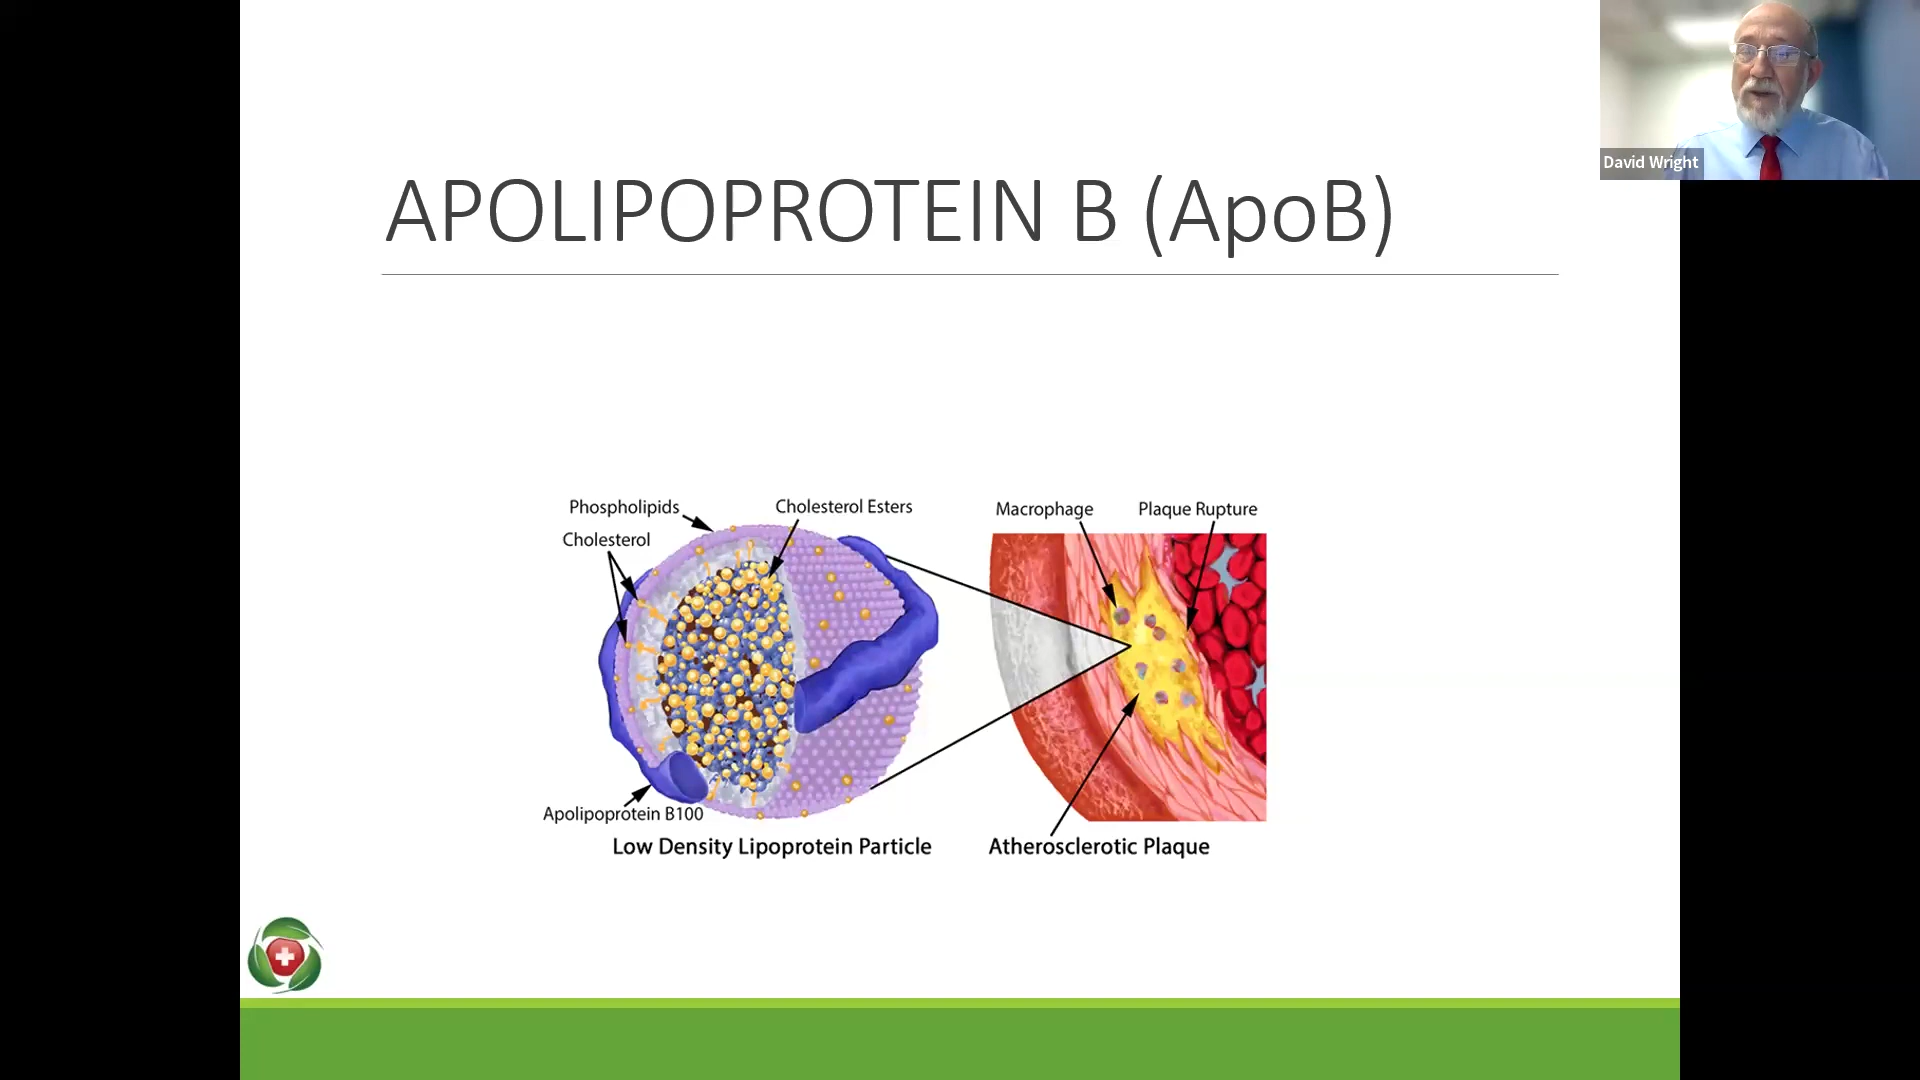 David Wright
APOLIPOPROTEIN B (ApoB)
Phospholipids
Cholesterol Esters
Cholesterol
Apolipoprotein B100
Low Density Lipoprotein Particle
Macrophage
Plaque Rupture
Atherosclerotic Plaque